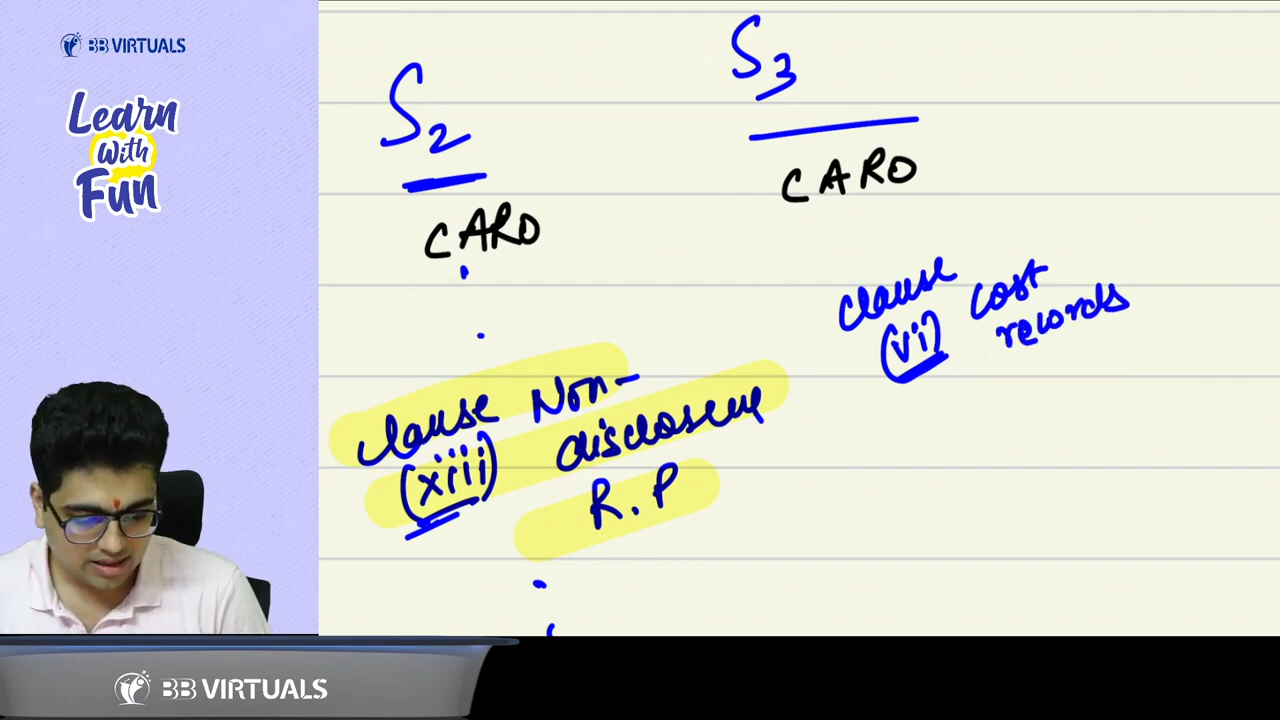 BB VIRTUALS
Learn
with
Fun
S2
CARO
clause Non-
(xiii) disclosure
R.P
S3
CARO
clause cost
(vi) records
BB VIRTUALS